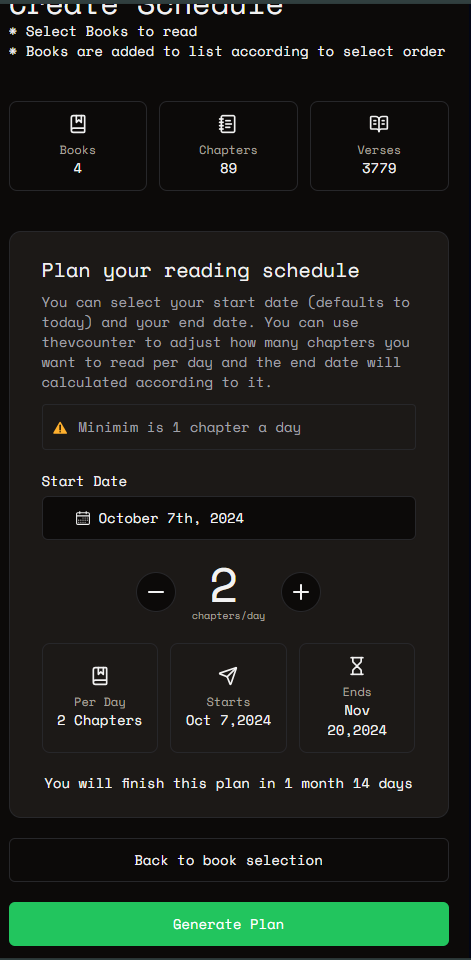 Create Schedule
* Select Books to read
* Books are added to list according to select order
Books
4
Chapters
89
Verses
3779
Plan your reading schedule
You can select your start date (defaults to
today) and your end date. You can use
thevcounter to adjust how many chapters you
want to read per day and the end date will
calculated according to it.
⚠ Minimim is 1 chapter a day
Start Date
October 7th, 2024
2
chapters/day
Per Day
2 Chapters
Starts
Oct 7,2024
Ends
Nov
20,2024
You will finish this plan in 1 month 14 days
Back to book selection
Generate Plan